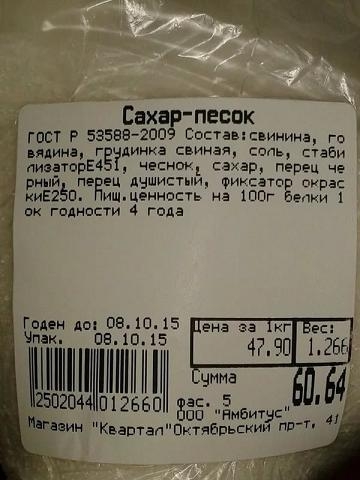 Сахар-песок
ГОСТ Р 53588-2009 Состав:свинина, го
вядина, грудинка свиная, соль, стаби
лизаторЕ451, чеснок, сахар, перец че
рный, перец душистый, фиксатор окрас
киЕ250. Пищ.ценность на 100г белки 1
ок годности 4 года
Годен до: 08.10.15
Упак. 08.10.15
Цена за 1кг Вес:
47.90 1.266
Сумма 60.64
2502044 012660
фас. 5
ООО "Амбитус"
Магазин "Квартал"Октябрьский пр-т, 41